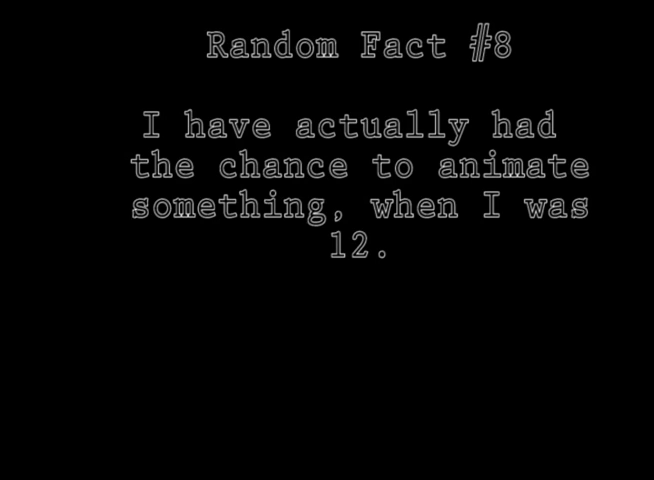 Random Fact #8
I have actually had
the chance to animate
something, when I was
12.